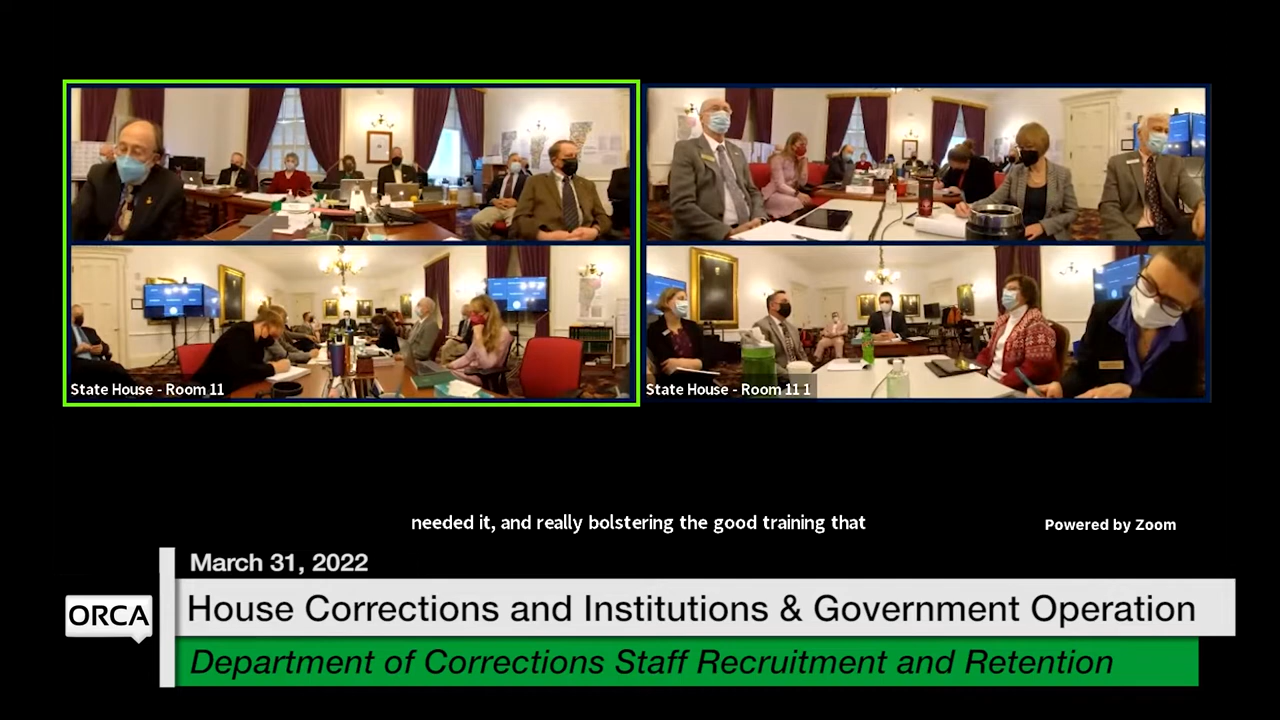 State House - Room 11
State House - Room 11 1
needed it, and really bolstering the good training that
Powered by Zoom
March 31, 2022
ORCA
House Corrections and Institutions & Government Operation
Department of Corrections Staff Recruitment and Retention